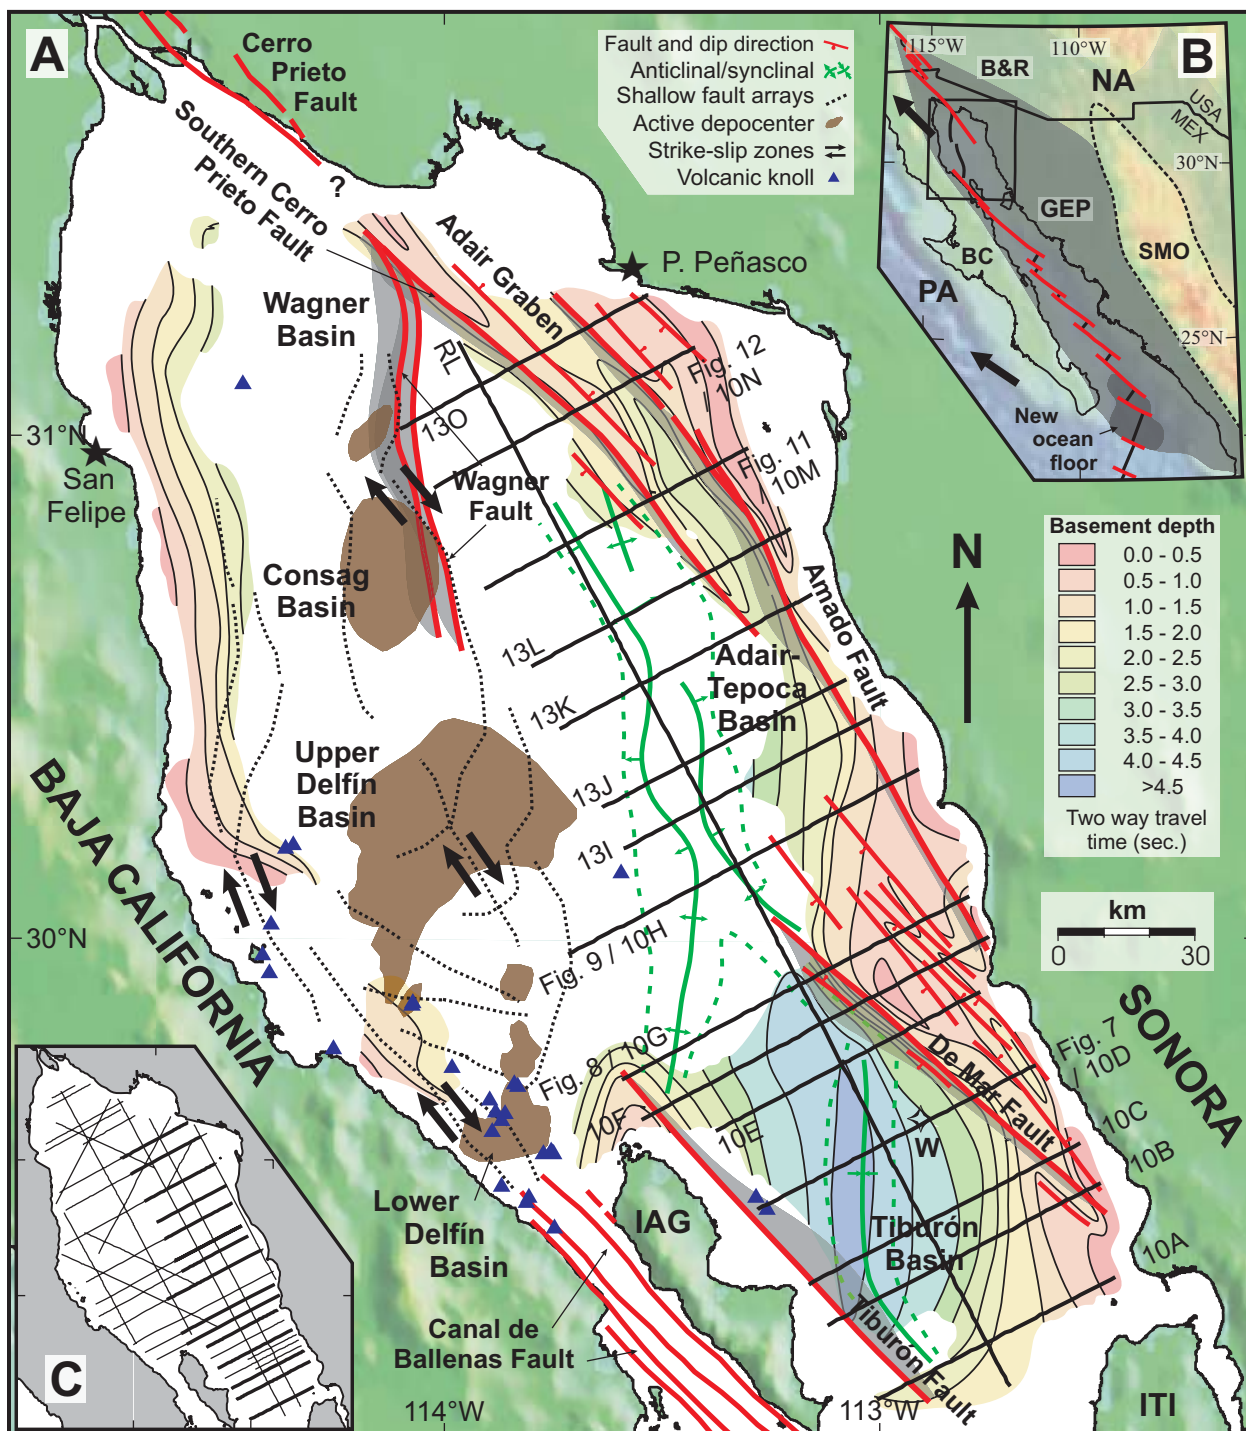 A
Cerro
Prieto
Fault
Southern Cerro
Prieto Fault
?
Fault and dip direction
Anticlinal/synclinal
Shallow fault arrays
Active depocenter
Strike-slip zones
Volcanic knoll
B
115°W
110°W
B&R
NA
USA
MEX
30°N
GEP
BC
SMO
PA
25°N
New
ocean
floor
Adair Graben
P. Peñasco
Wagner
Basin
RL
Fig. 12
/ 10N
13O
31°N
San
Felipe
Fig. 11
/ 10M
Wagner
Fault
Consag
Basin
N
Basement depth
0.0 - 0.5
0.5 - 1.0
1.0 - 1.5
1.5 - 2.0
2.0 - 2.5
2.5 - 3.0
3.0 - 3.5
3.5 - 4.0
4.0 - 4.5
>4.5
Two way travel
time (sec.)
Amado Fault
13L
Adair-
Tepoca
Basin
13K
Upper
Delfín
Basin
13J
13I
BAJA CALIFORNIA
km
0
30
30°N
Fig. 9 / 10H
SONORA
Fig. 8 / 10G
De Mar Fault
Fig. 7
/ 10D
10F
10E
10C
W
10B
Lower
Delfín
Basin
IAG
Tiburón
Basin
10A
Canal de
Ballenas Fault
Tiburón Fault
C
114°W
113°W
ITI